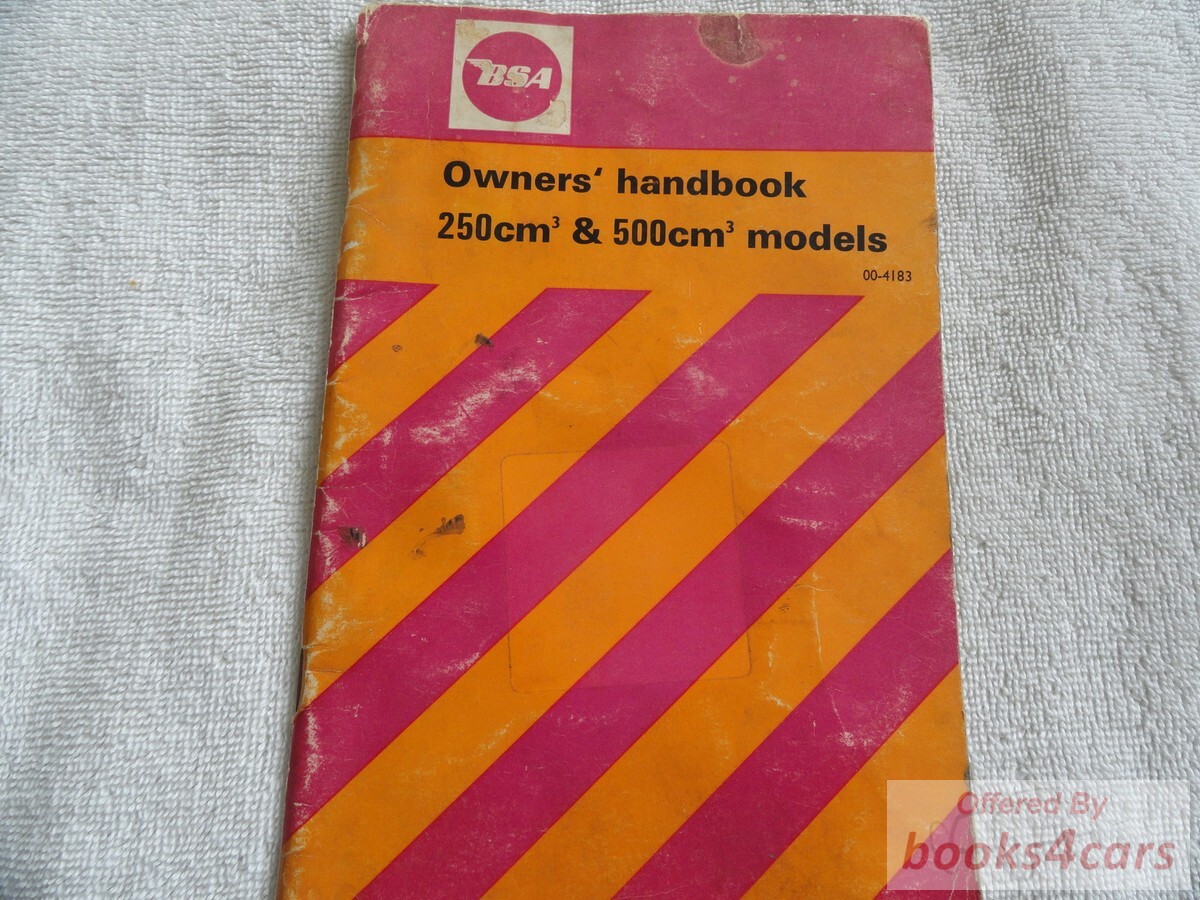 BSA
Owners‘ handbook
250cm³ & 500cm³ models
00-4183
Offered By
books4cars